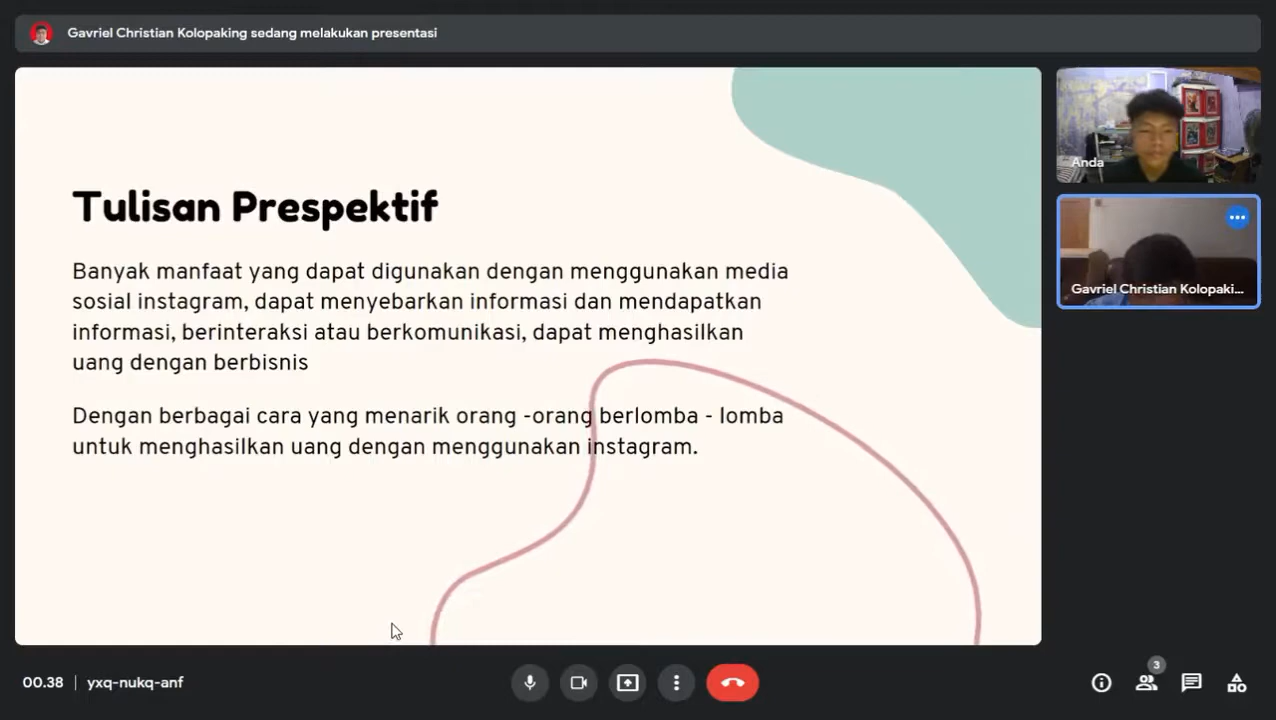 Gavriel Christian Kolopaking sedang melakukan presentasi
Tulisan Prespektif
Banyak manfaat yang dapat digunakan dengan menggunakan media
sosial instagram, dapat menyebarkan informasi dan mendapatkan
informasi, berinteraksi atau berkomunikasi, dapat menghasilkan
uang dengan berbisnis
Dengan berbagai cara yang menarik orang -orang berlomba - lomba
untuk menghasilkan uang dengan menggunakan instagram.
Anda
Gavriel Christian Kolopaki...
00.38 | yxq-nukq-anf
3